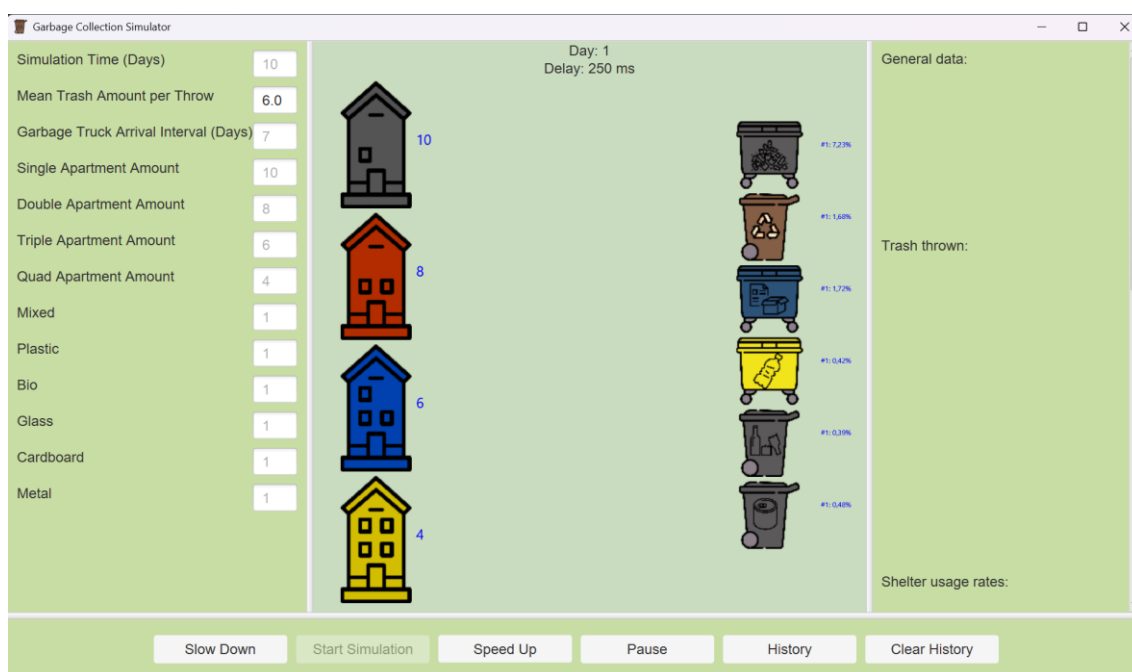 Garbage Collection Simulator
Simulation Time (Days) 10
Mean Trash Amount per Throw 6.0
Garbage Truck Arrival Interval (Days) 7
Single Apartment Amount 10
Double Apartment Amount 8
Triple Apartment Amount 6
Quad Apartment Amount 4
Mixed 1
Plastic 1
Bio 1
Glass 1
Cardboard 1
Metal 1
Day: 1
Delay: 250 ms
10
8
6
4
#1: 7,23%
#1: 1,68%
#1: 1,72%
#1: 0,42%
#1: 0,39%
#1: 0,48%
General data:
Trash thrown:
Shelter usage rates:
Slow Down
Start Simulation
Speed Up
Pause
History
Clear History